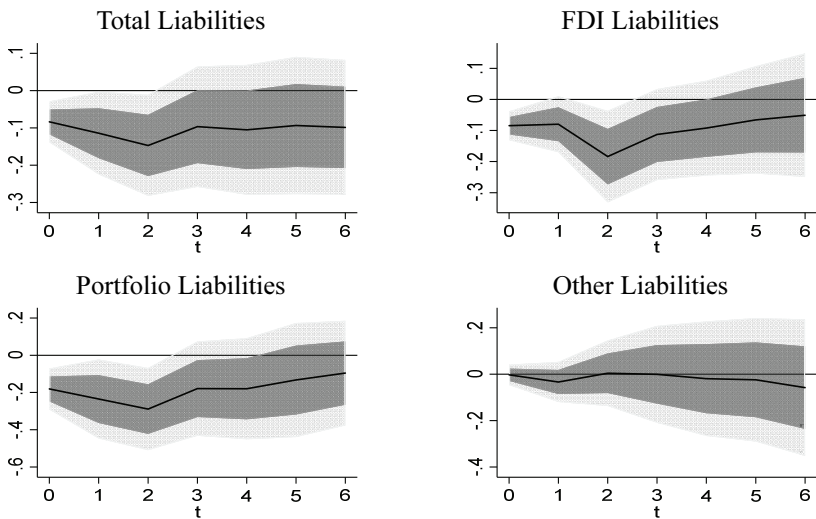 Total Liabilities
.1
0
-.1
-.2
-.3
0 1 2 3 4 5 6
t
FDI Liabilities
.1
0
-.1
-.2
-.3
0 1 2 3 4 5 6
t
Portfolio Liabilities
.2
0
-.2
-.4
-.6
0 1 2 3 4 5 6
t
Other Liabilities
.2
0
-.2
-.4
0 1 2 3 4 5 6
t